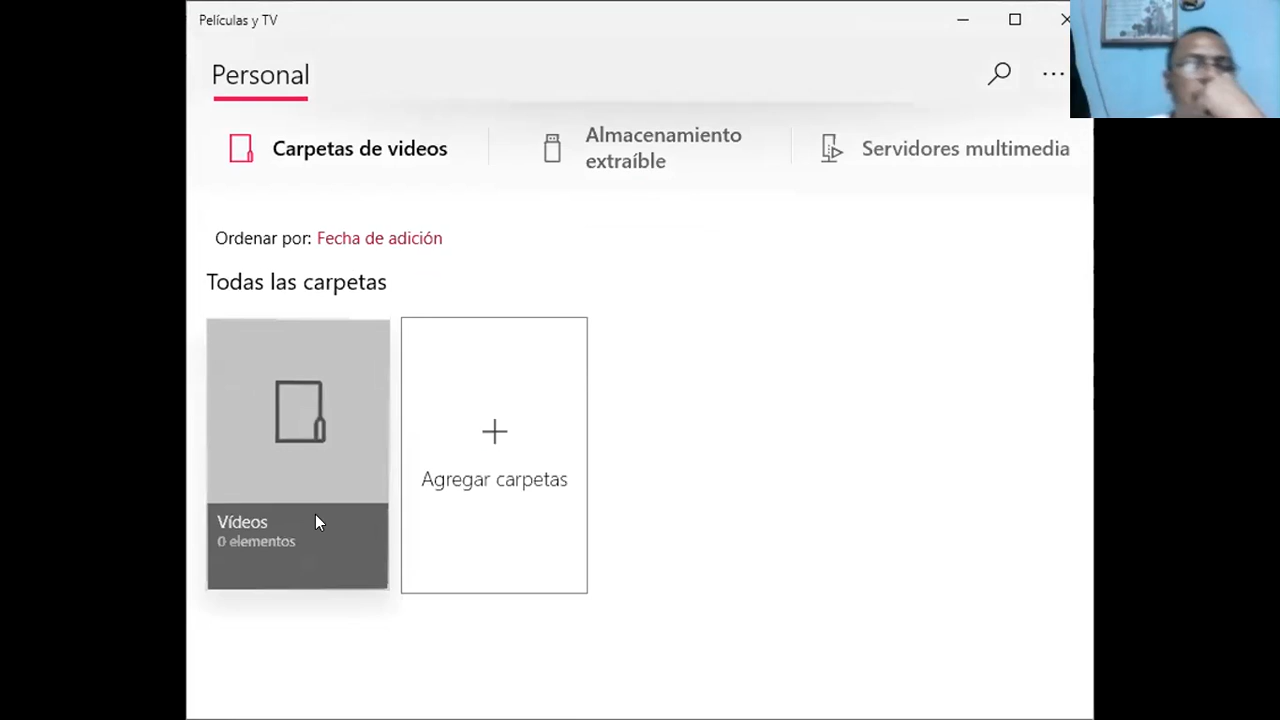 Películas y TV
Personal
Carpetas de videos
Almacenamiento
extraíble
Servidores multimedia
Ordenar por: Fecha de adición
Todas las carpetas
Vídeos
0 elementos
Agregar carpetas